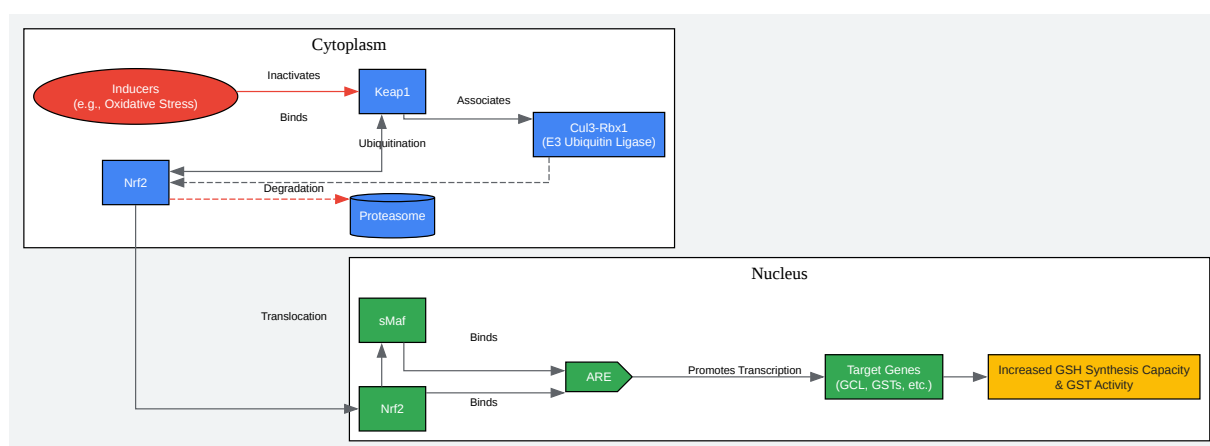 Cytoplasm
Inactivates
Inducers
(e.g., Oxidative Stress)
Keap1
Associates
Binds
Cul3-Rbx1
(E3 Ubiquitin Ligase)
Ubiquitination
Nrf2
Degradation
Proteasome
Nucleus
Translocation
sMaf
Binds
ARE
Promotes Transcription
Target Genes
(GCL, GSTs, etc.)
Increased GSH Synthesis Capacity
& GST Activity
Nrf2
Binds